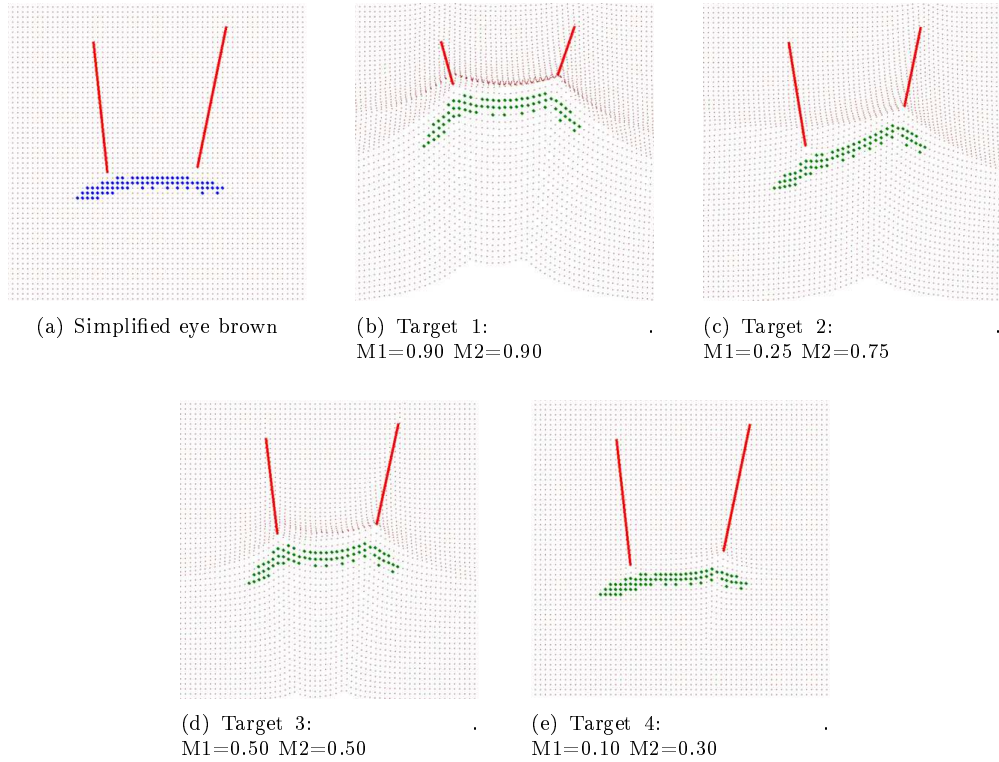 (a) Simplified eye brown
(b) Target 1: .
M1=0.90 M2=0.90
(c) Target 2: .
M1=0.25 M2=0.75
(d) Target 3: .
M1=0.50 M2=0.50
(e) Target 4: .
M1=0.10 M2=0.30